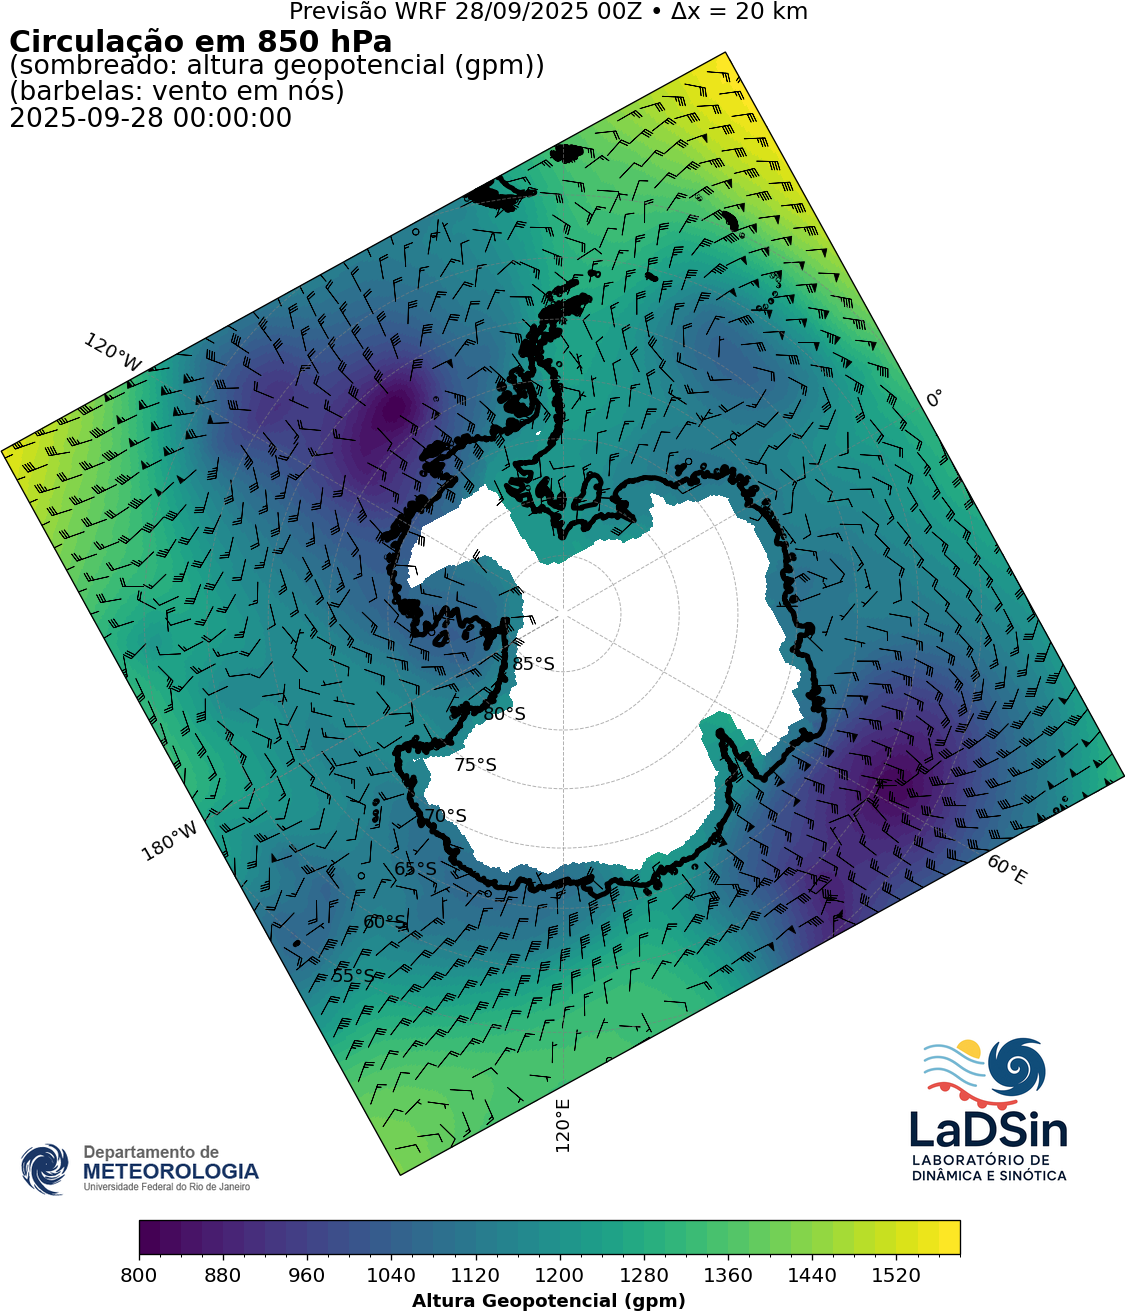 Previsão WRF 28/09/2025 00Z • Δx = 20 km
Circulação em 850 hPa
(sombreado: altura geopotencial (gpm))
(barbelas: vento em nós)
2025-09-28 00:00:00
120°W
0°
85°S
80°S
75°S
70°S
65°S
60°S
55°S
180°W
60°E
120°E
LaDSin
LABORATÓRIO DE
DINÂMICA E SINÓTICA
Departamento de
METEOROLOGIA
Universidade Federal do Rio de Janeiro
800 880 960 1040 1120 1200 1280 1360 1440 1520
Altura Geopotencial (gpm)